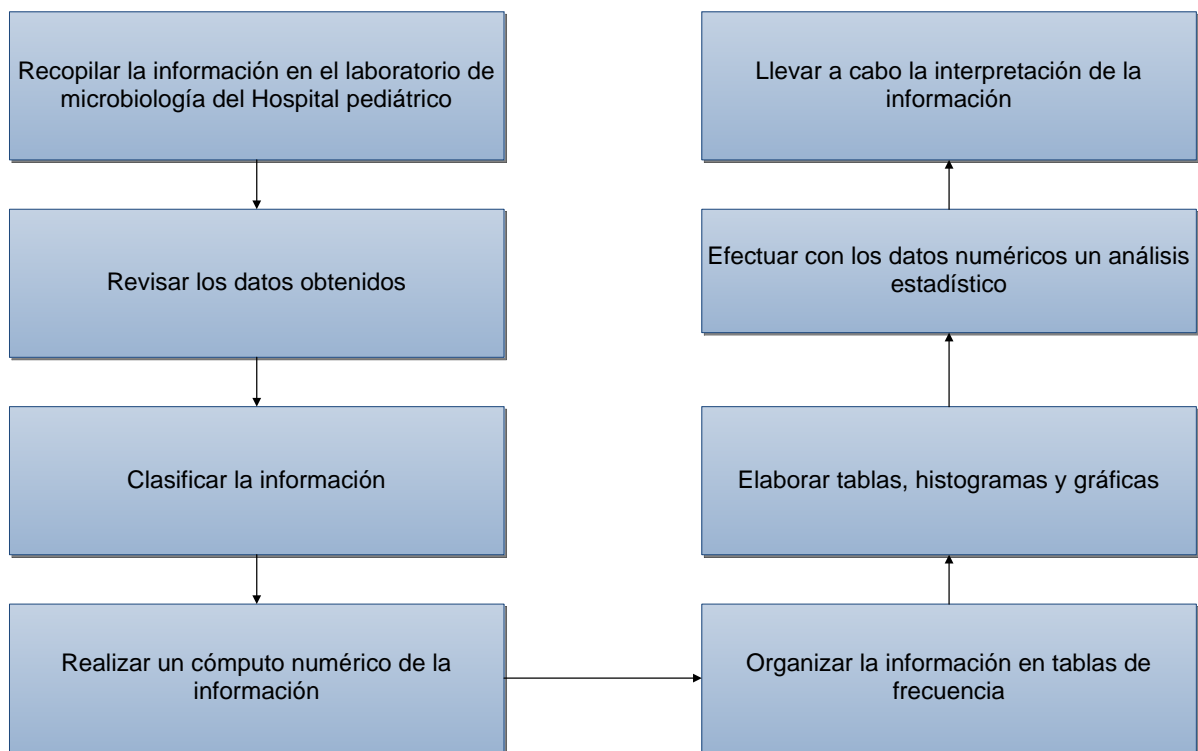 Recopilar la información en el laboratorio de
microbiología del Hospital pediátrico
Revisar los datos obtenidos
Clasificar la información
Realizar un cómputo numérico de la
información
Organizar la información en tablas de
frecuencia
Elaborar tablas, histogramas y gráficas
Efectuar con los datos numéricos un análisis
estadístico
Llevar a cabo la interpretación de la
información